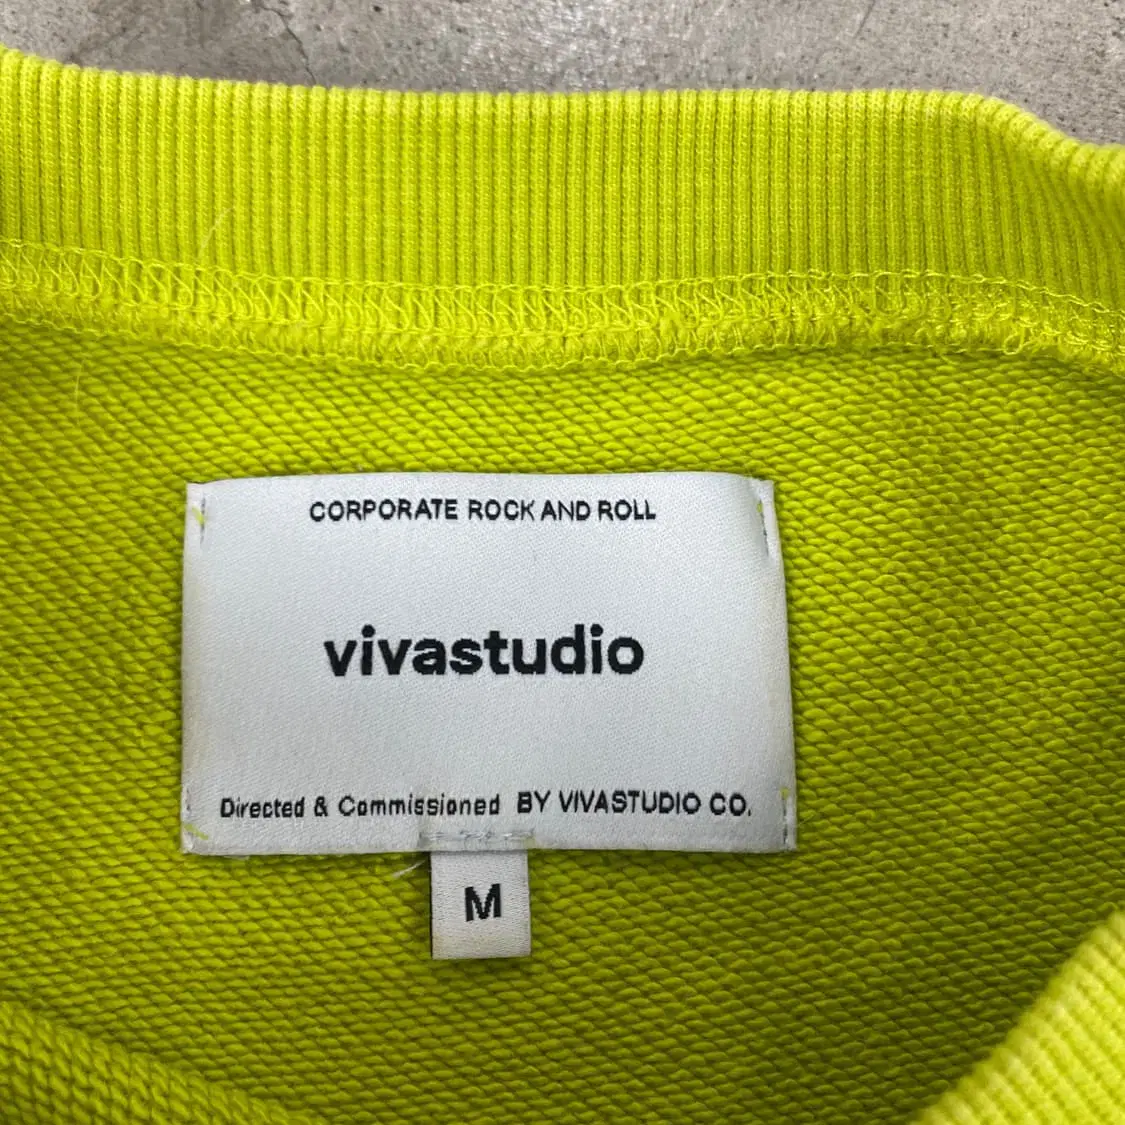 CORPORATE ROCK AND ROLL
vivastudio
Directed & Commissioned BY VIVASTUDIO CO.
M